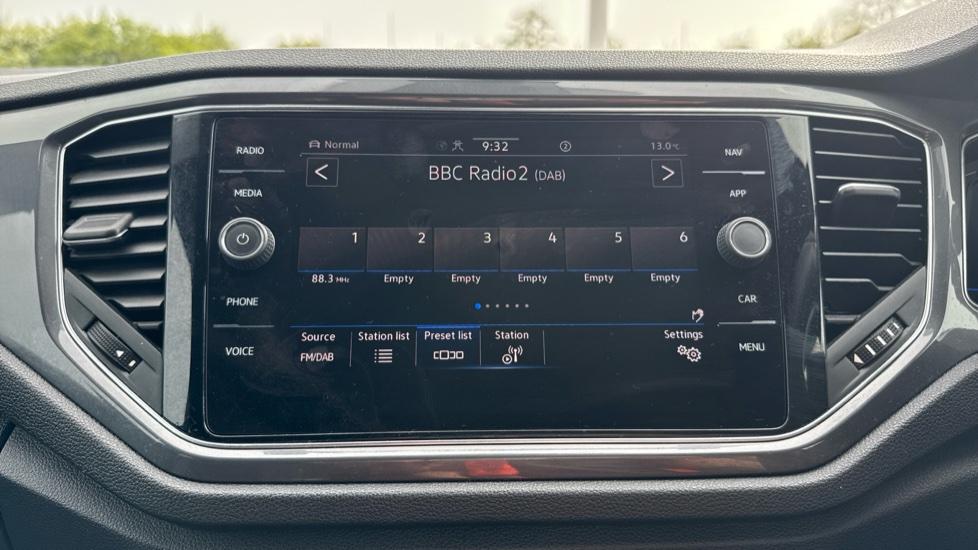 RADIO
MEDIA
PHONE
VOICE
Normal
9:32
2
13.0°C
<
BBC Radio2 (DAB)
>
1 2 3 4 5 6
88.3 MHz Empty Empty Empty Empty Empty
Source Station list Preset list Station Settings
FM/DAB
NAV
APP
CAR
MENU